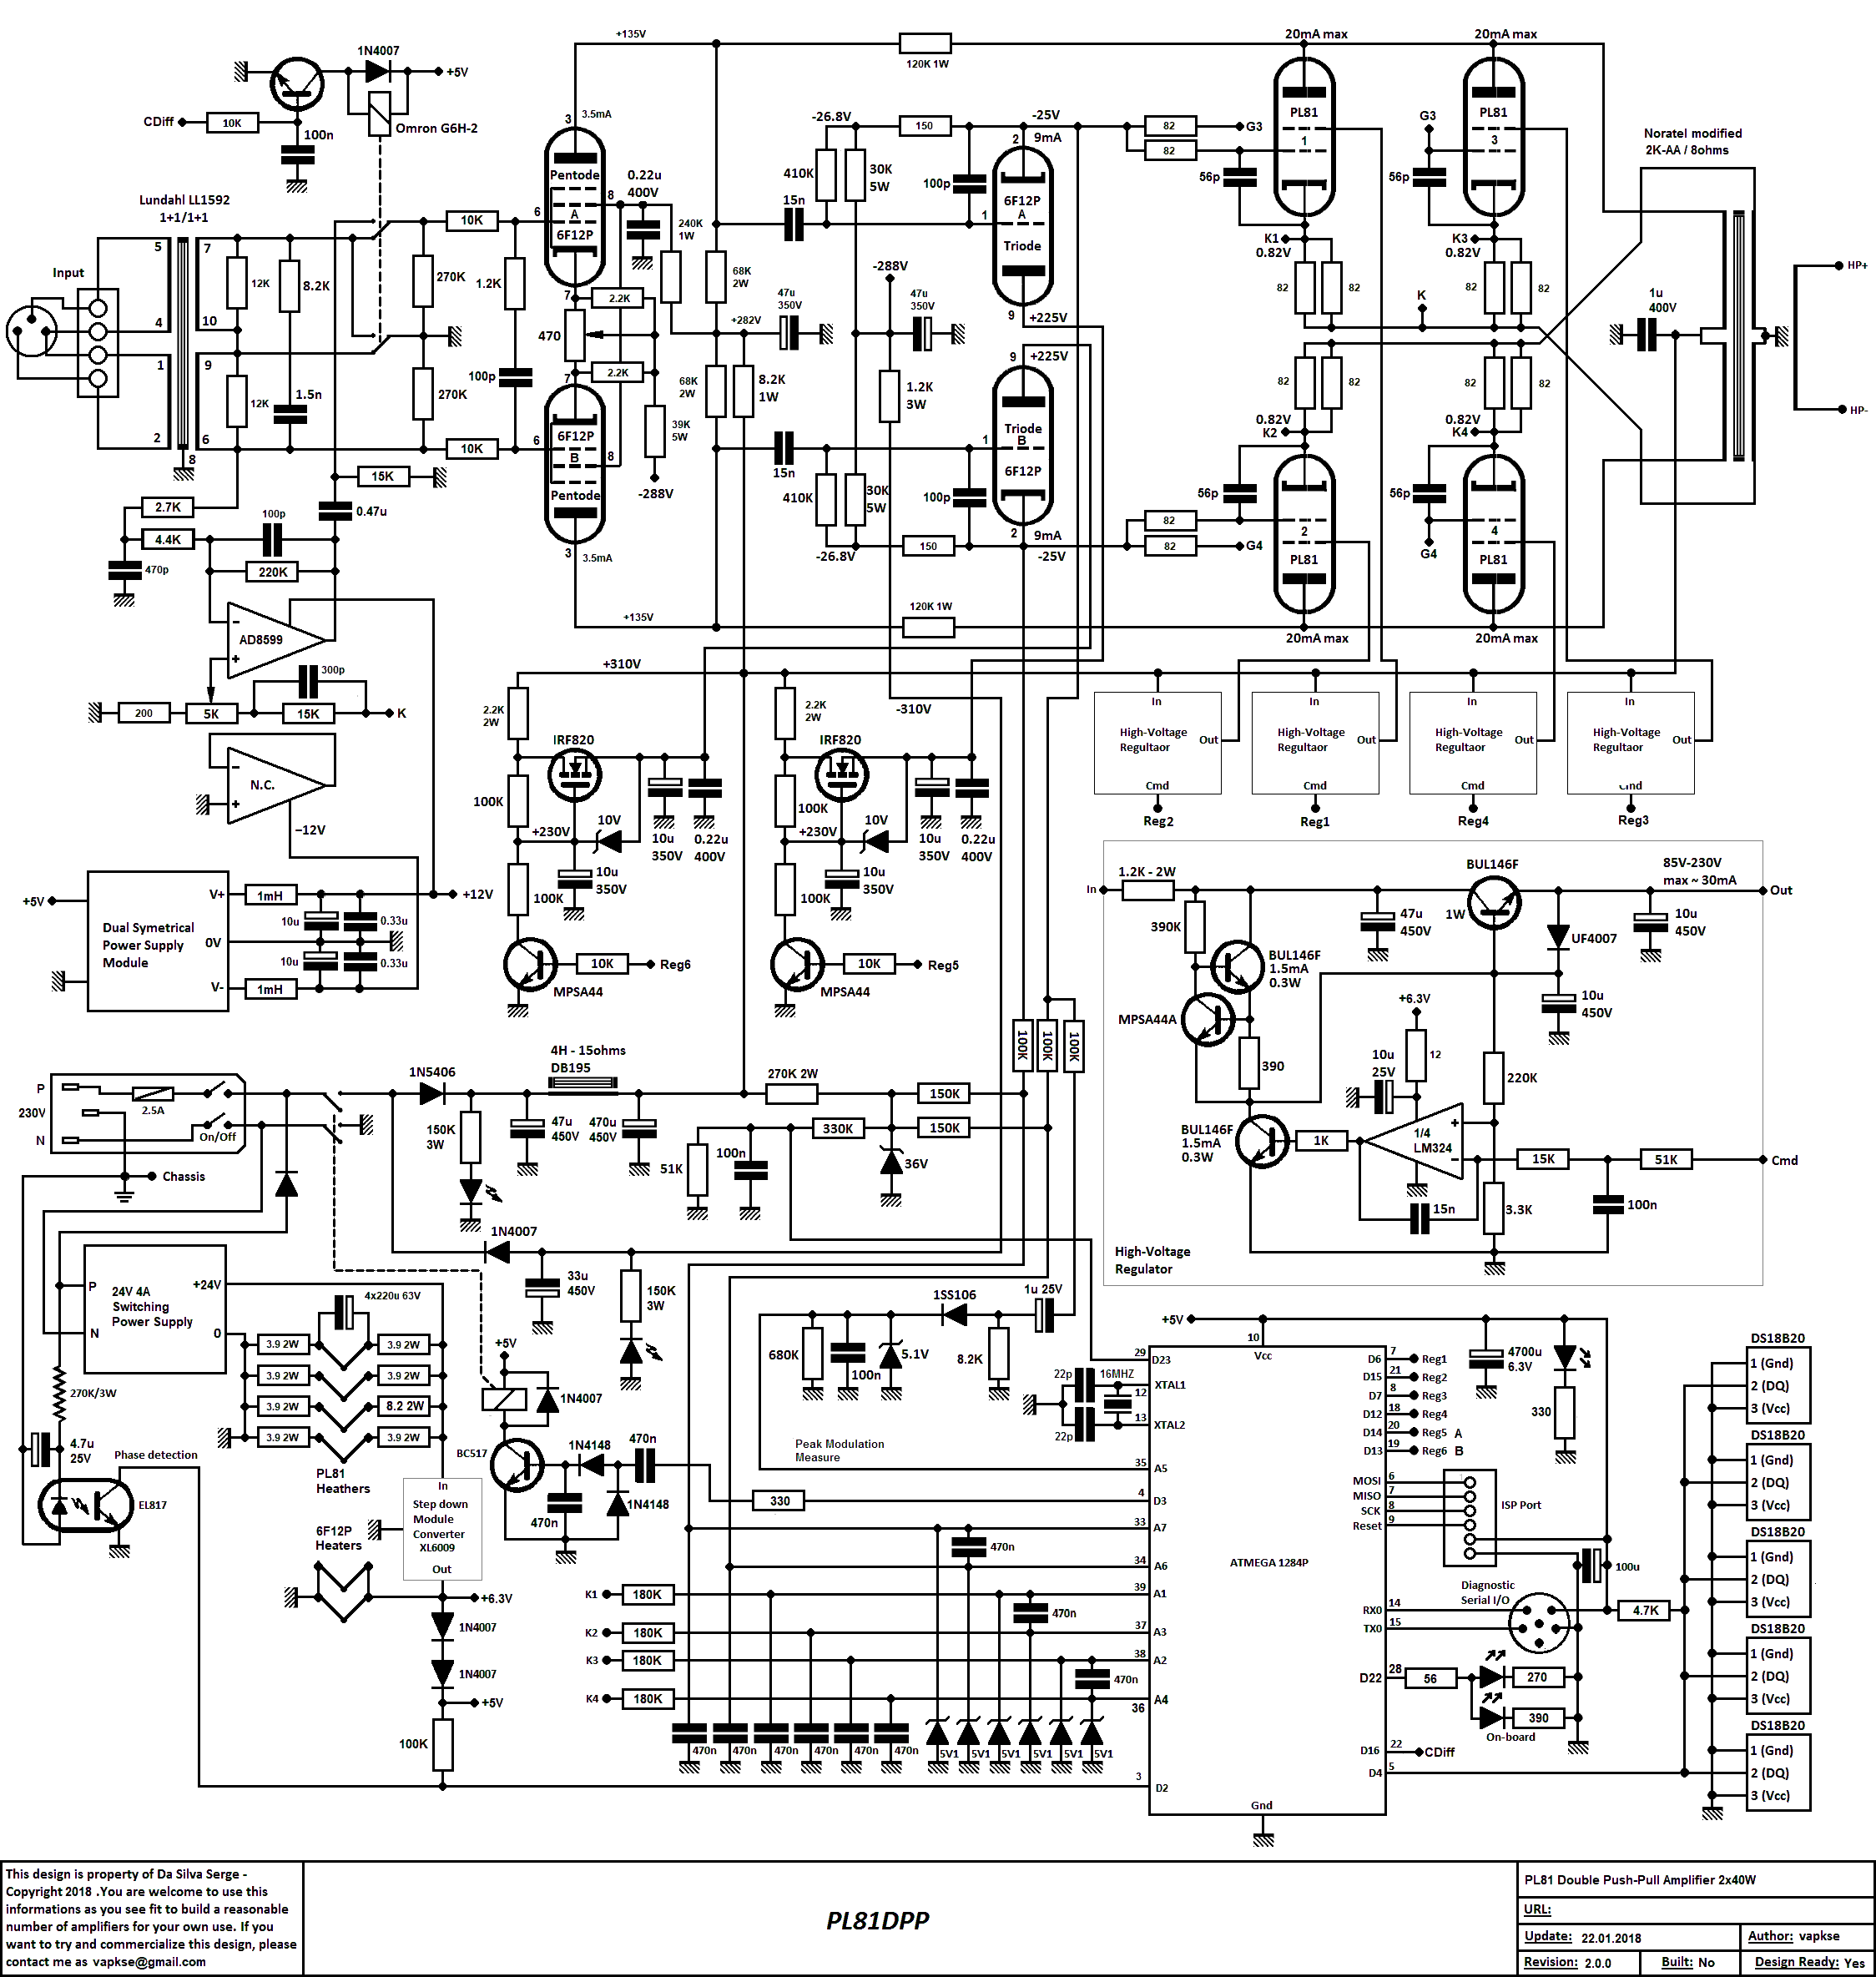 +135V
120K 1W
20mA max
20mA max
1N4007
+5V
CDiff
10K
Omron G6H-2
100n
3
3.5mA
Pentode
A
6F12P
6
8
0.22u
400V
-26.8V
150
-25V
2
9mA
410K
30K
5W
100p
15n
1
6F12P
A
Triode
82
G3
82
56p
PL81
1
G3
56p
PL81
3
Noratel modified
2K-AA / 8ohms
Lundahl LL1592
1+1/1+1
Input
5
4
1
2
7
10
9
6
8
12K
8.2K
12K
1.5n
10K
270K
1.2K
100p
270K
10K
7
2.2K
470
2.2K
7
240K
1W
68K
2W
+282V
47u
350V
-288V
47u
350V
9
+225V
K1
0.82V
82
82
K3
0.82V
82
82
K
1u
400V
HP+
HP-
6F12P
B
Pentode
6
8
3
3.5mA
39K
5W
-288V
68K
2W
8.2K
1W
1.2K
3W
9
+225V
Triode
B
6F12P
1
2
9mA
-25V
15n
410K
30K
5W
100p
-26.8V
150
82
82
0.82V
K2
82
82
0.82V
K4
56p
82
82
G4
2
PL81
56p
G4
4
PL81
20mA max
20mA max
15K
0.47u
2.7K
4.4K
100p
470p
220K
AD8599
300p
200
5K
15K
K
N.C.
−12V
+135V
120K 1W
+310V
-310V
2.2K
2W
IRF820
100K
10V
+230V
10u
350V
0.22u
400V
10u
350V
100K
10K
Reg6
MPSA44
2.2K
2W
IRF820
100K
10V
+230V
10u
350V
0.22u
400V
10u
350V
100K
10K
Reg5
MPSA44
In
High-Voltage
Regultaor
Out
Cmd
Reg2
In
High-Voltage
Regultaor
Out
Cmd
Reg1
In
High-Voltage
Regultaor
Out
Cmd
Reg4
In
High-Voltage
Regultaor
Out
Cmd
Reg3
+5V
Dual Symetrical
Power Supply
Module
V+
0V
V-
1mH
+12V
10u
0.33u
10u
0.33u
1mH
In
1.2K - 2W
390K
BUL146F
1.5mA
0.3W
MPSA44A
390
47u
450V
BUL146F
1W
85V-230V
max ~ 30mA
Out
UF4007
10u
450V
10u
450V
+6.3V
12
10u
25V
220K
BUL146F
1.5mA
0.3W
1K
1/4
LM324
15K
51K
Cmd
15n
3.3K
100n
High-Voltage
Regulator
100K
100K
100K
P
230V
N
2.5A
On/Off
Chassis
1N5406
4H - 15ohms
DB195
150K
3W
47u
450V
470u
450V
270K 2W
150K
330K
150K
51K
100n
36V
1N4007
33u
450V
150K
3W
P
N
24V 4A
Switching
Power Supply
+24V
0
4x220u 63V
3.9 2W
3.9 2W
3.9 2W
3.9 2W
3.9 2W
8.2 2W
3.9 2W
3.9 2W
PL81
Heathers
270K/3W
4.7u
25V
Phase detection
EL817
6F12P
Heaters
In
Step down
Module
Converter
XL6009
Out
+6.3V
1N4007
1N4007
+5V
100K
+5V
1N4007
BC517
1N4148
470n
1N4148
470n
330
1SS106
1u 25V
680K
100n
5.1V
8.2K
Peak Modulation
Measure
22p
16MHZ
22p
470n
K1
180K
470n
K2
180K
K3
180K
470n
K4
180K
470n
470n
470n
470n
470n
470n
5V1
5V1
5V1
5V1
5V1
5V1
+5V
10
Vcc
29
D23
XTAL1
12
13
XTAL2
35
A5
4
D3
33
A7
34
A6
39
A1
37
A3
38
A2
A4
36
3
D2
ATMEGA 1284P
Gnd
D6
7
Reg1
D15
21
Reg2
D7
8
Reg3
D12
18
Reg4
D14
20
Reg5
A
D13
19
Reg6
B
MOSI
6
MISO
7
SCK
8
Reset
9
ISP Port
4700u
6.3V
330
100u
Diagnostic
Serial I/O
RX0
14
TX0
15
4.7K
D22
28
56
270
390
On-board
D16
22
CDiff
D4
5
DS18B20
1 (Gnd)
2 (DQ)
3 (Vcc)
DS18B20
1 (Gnd)
2 (DQ)
3 (Vcc)
DS18B20
1 (Gnd)
2 (DQ)
3 (Vcc)
DS18B20
1 (Gnd)
2 (DQ)
3 (Vcc)
DS18B20
1 (Gnd)
2 (DQ)
3 (Vcc)
This design is property of Da Silva Serge -
Copyright 2018 .You are welcome to use this
informations as you see fit to build a reasonable
number of amplifiers for your own use. If you
want to try and commercialize this design, please
contact me as vapkse@gmail.com
PL81DPP
PL81 Double Push-Pull Amplifier 2x40W
URL:
Update: 22.01.2018
Author: vapkse
Revision: 2.0.0
Built: No
Design Ready: Yes